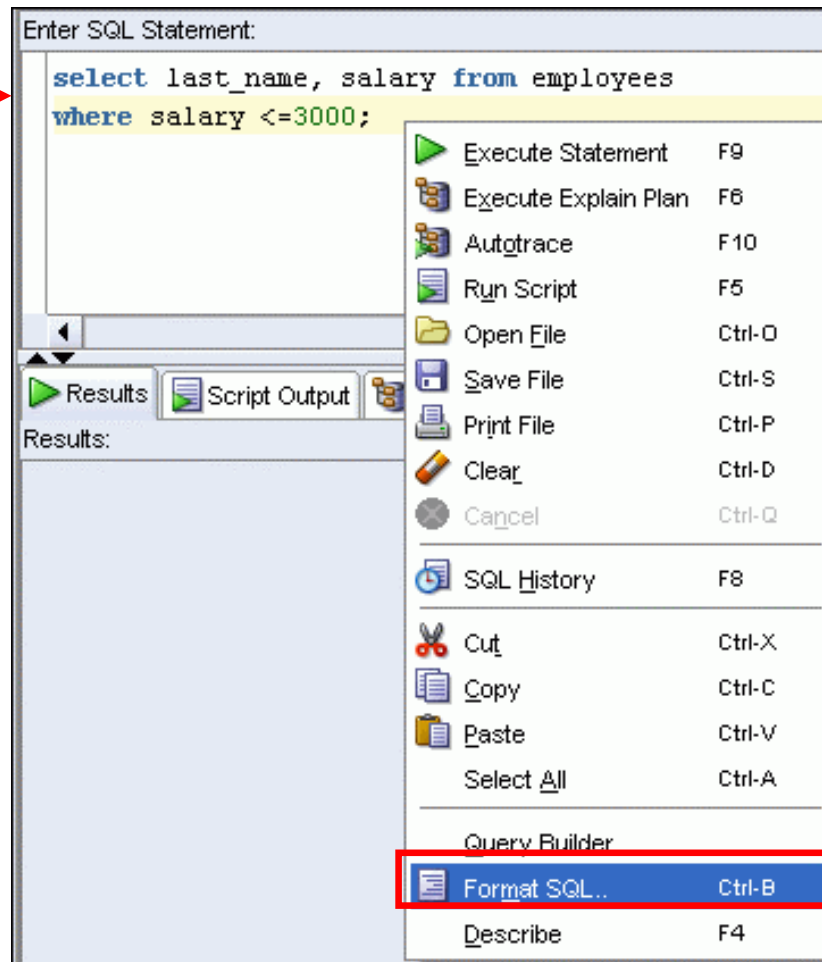 Enter SQL Statement:
select last_name, salary from employees
where salary <=3000;
Execute Statement F9
Execute Explain Plan F6
Autotrace F10
Run Script F5
Open File Ctrl-O
Save File Ctrl-S
Print File Ctrl-P
Clear Ctrl-D
Cancel Ctrl-Q
SQL History F8
Cut Ctrl-X
Copy Ctrl-C
Paste Ctrl-V
Select All Ctrl-A
Query Builder
Format SQL.. Ctrl-B
Describe F4
Results Script Output
Results: